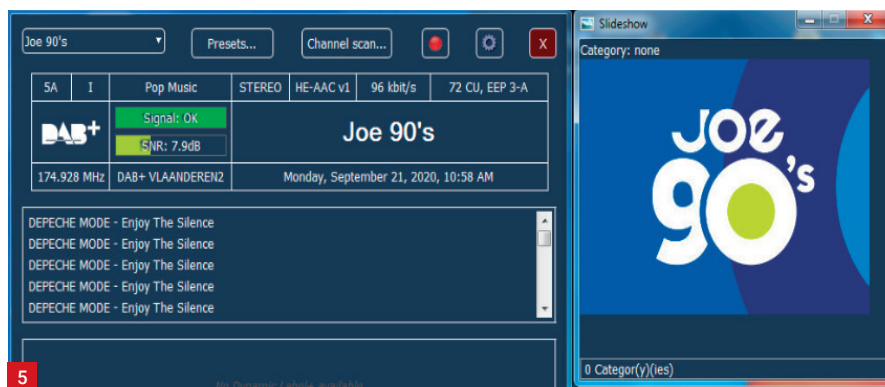 Joe 90's
Presets...
Channel scan...
X
5A I Pop Music STEREO HE-AAC v1 96 kbit/s 72 CU, EEP 3-A
DAB+
Signal: OK
SNR: 7.9dB
Joe 90's
174.928 MHz DAB+ VLAANDEREN2 Monday, September 21, 2020, 10:58 AM
DEPECHE MODE - Enjoy The Silence
DEPECHE MODE - Enjoy The Silence
DEPECHE MODE - Enjoy The Silence
DEPECHE MODE - Enjoy The Silence
DEPECHE MODE - Enjoy The Silence
5
Slideshow
X
Category: none
JOE
90's
0 Categor(y)(ies)